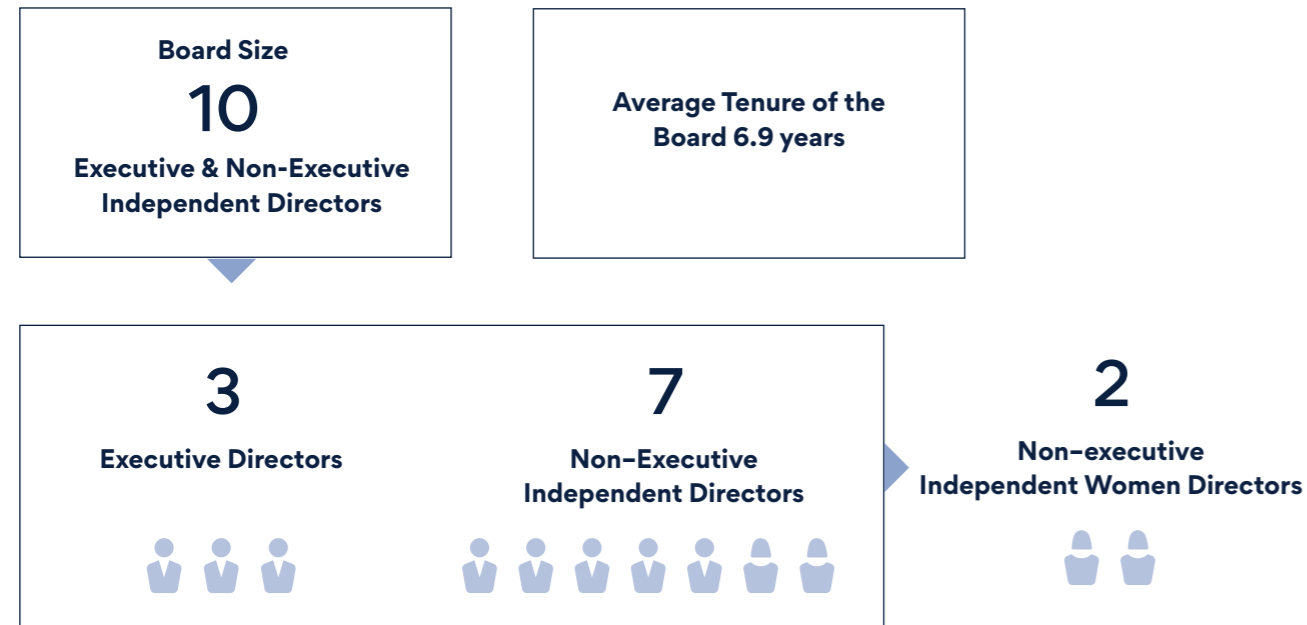 Board Size
10
Executive & Non-Executive
Independent Directors
Average Tenure of the
Board 6.9 years
3
Executive Directors
7
Non–Executive
Independent Directors
2
Non–executive
Independent Women Directors